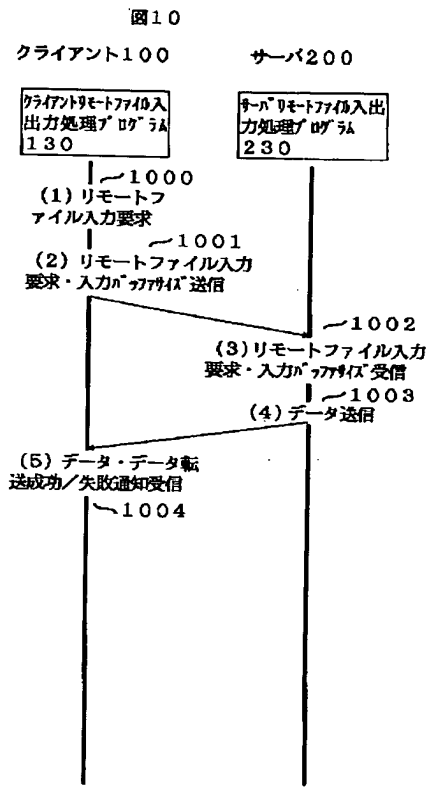 図10
クライアント100
サーバ200
クライアントリモートファイル入
出力処理プログラム
130
サーバリモートファイル入出
力処理プログラム
230
1000
(1) リモートフ
ァイル入力要求
1001
(2) リモートファイル入力
要求・入力バッファサイズ送信
1002
(3) リモートファイル入力
要求・入力バッファサイズ受信
1003
(4) データ送信
(5) データ・データ転
送成功/失敗通知受信
1004